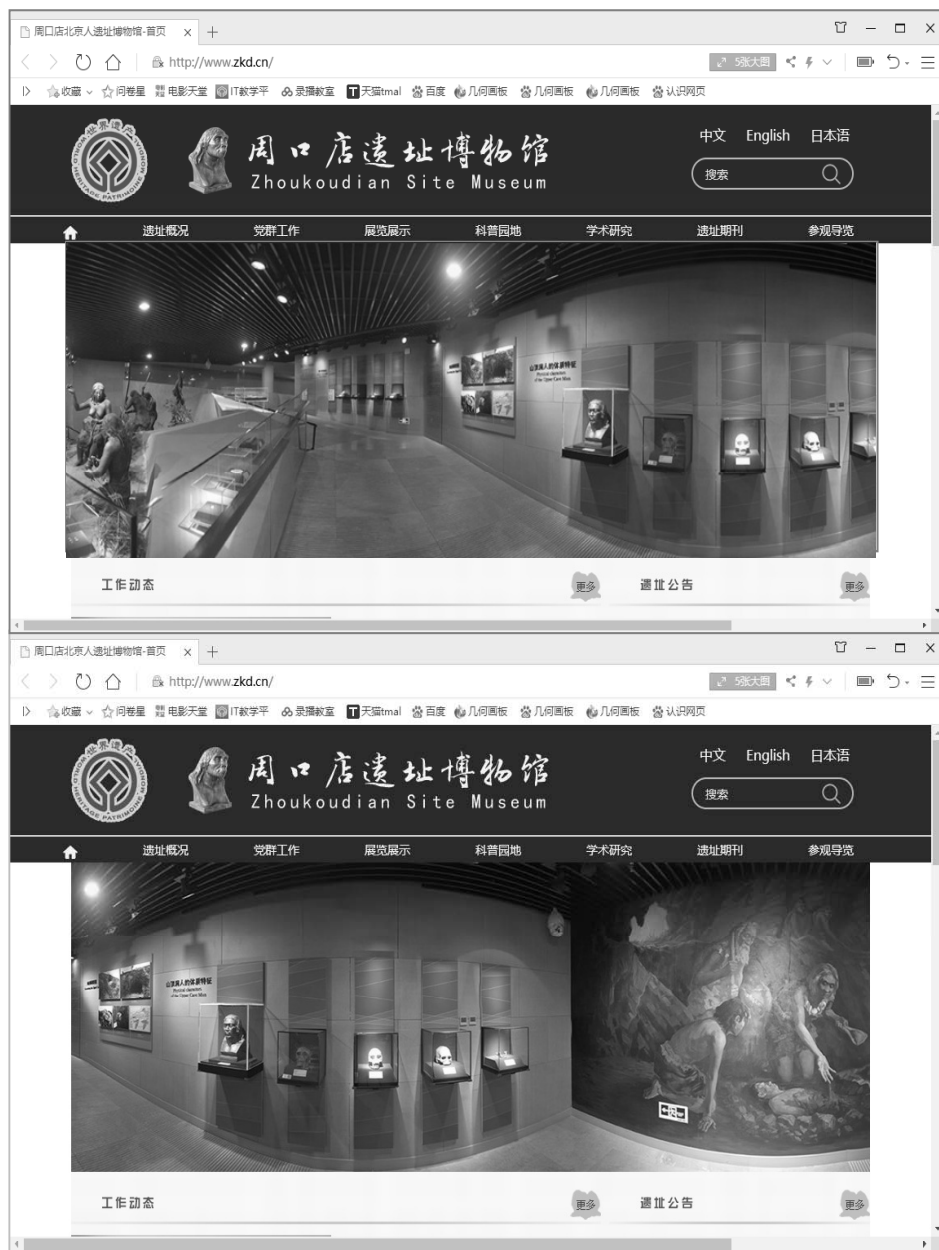 周口店北京人遗址博物馆-首页
http://www.zkd.cn/
5张大图
收藏 问卷星 电影天堂 IT教学平 录播教室 天猫tmal 百度 几何画板 几何画板 几何画板 认识网页
周口店遗址博物馆
Zhoukoudian Site Museum
中文 English 日本语
搜索
遗址概况 党群工作 展览展示 科普园地 学术研究 遗址期刊 参观导览
山顶洞人的体质特征
工作动态 更多 遗址公告 更多
周口店北京人遗址博物馆-首页
http://www.zkd.cn/
5张大图
收藏 问卷星 电影天堂 IT教学平 录播教室 天猫tmal 百度 几何画板 几何画板 几何画板 认识网页
周口店遗址博物馆
Zhoukoudian Site Museum
中文 English 日本语
搜索
遗址概况 党群工作 展览展示 科普园地 学术研究 遗址期刊 参观导览
山顶洞人的体质特征
工作动态 更多 遗址公告 更多